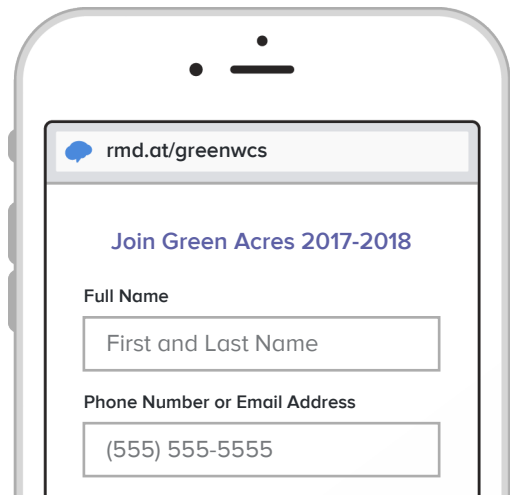 rmd.at/greenwcs
Join Green Acres 2017-2018
Full Name
First and Last Name
Phone Number or Email Address
(555) 555-5555